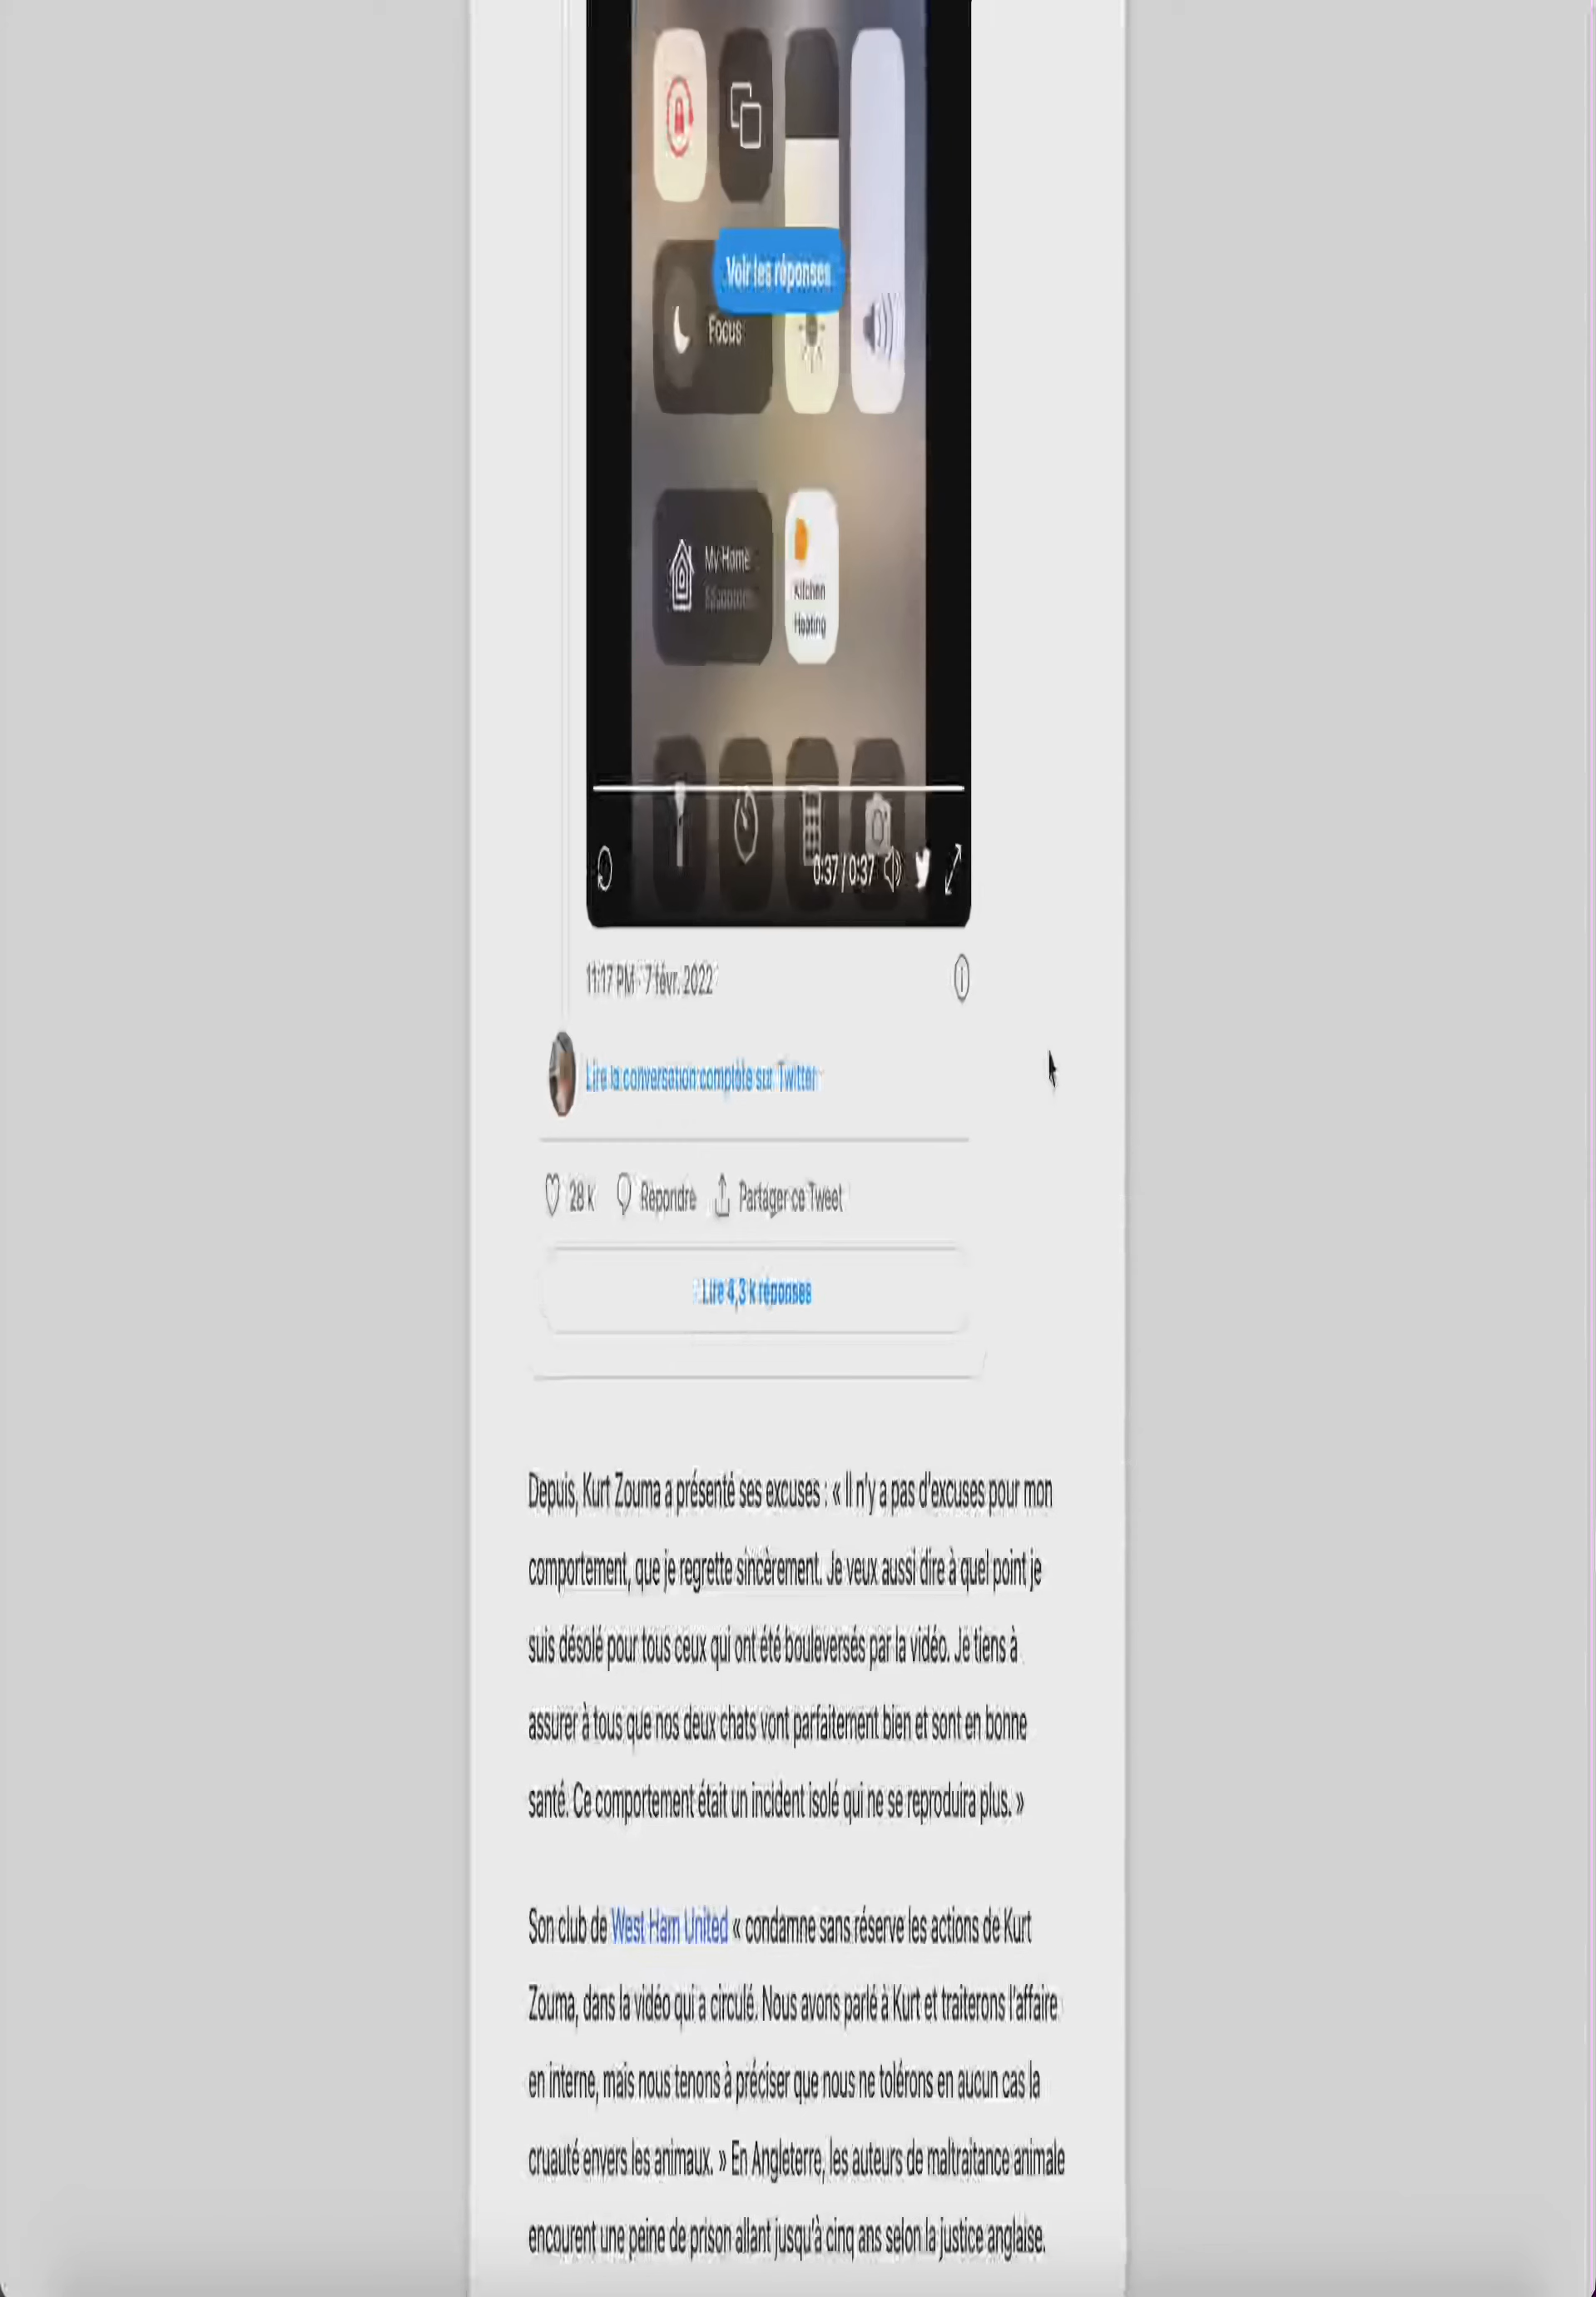 Voir les réponses
Focus
My Home
Kitchen
Heating
0:37 / 0:37
11:17 PM · 7 févr. 2022
Lire la conversation complète sur Twitter
28 k Répondre Partager ce Tweet
Lire 4,3 k réponses
Depuis, Kurt Zouma a présenté ses excuses : « Il n'y a pas d'excuses pour mon
comportement, que je regrette sincèrement. Je veux aussi dire à quel point je
suis désolé pour tous ceux qui ont été bouleversés par la vidéo. Je tiens à
assurer à tous que nos deux chats vont parfaitement bien et sont en bonne
santé. Ce comportement était un incident isolé qui ne se reproduira plus. »
Son club de West Ham United « condamne sans réserve les actions de Kurt
Zouma, dans la vidéo qui a circulé. Nous avons parlé à Kurt et traiterons l'affaire
en interne, mais nous tenons à préciser que nous ne tolérons en aucun cas la
cruauté envers les animaux. » En Angleterre, les auteurs de maltraitance animale
encourent une peine de prison allant jusqu'à cinq ans selon la justice anglaise.